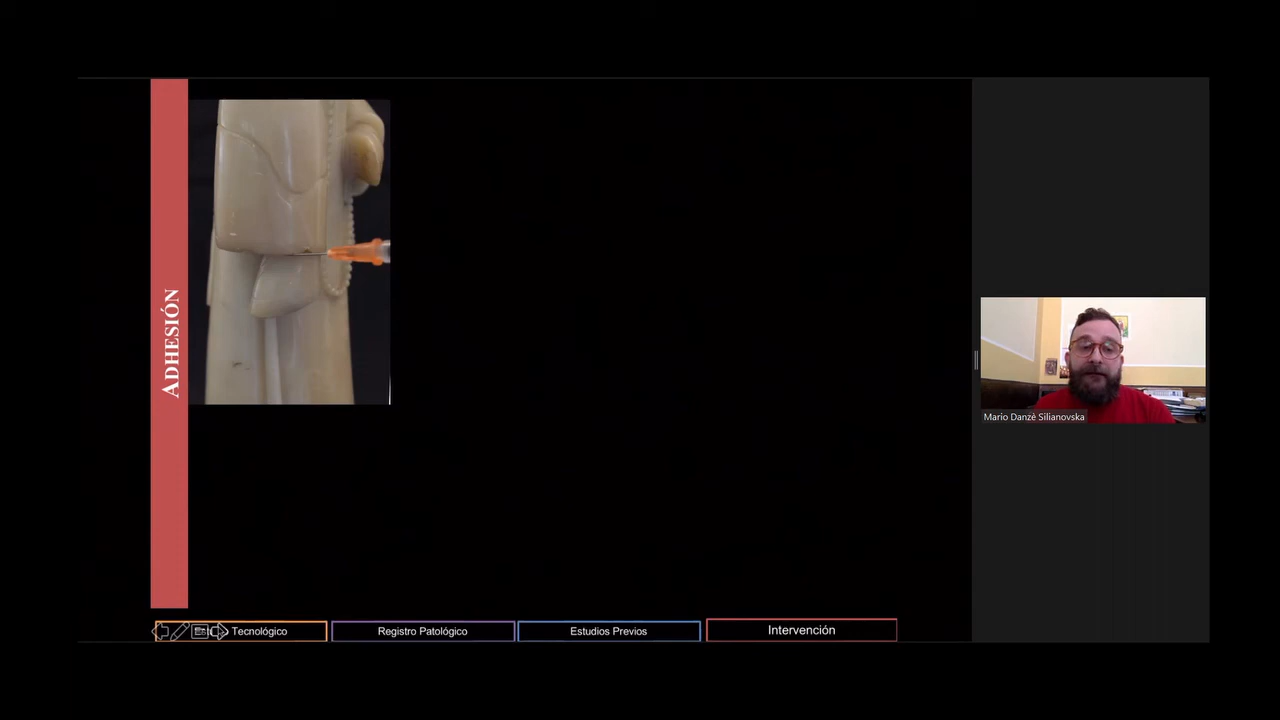 ADHESIÓN
Mario Danzè Silianovska
Tecnológico
Registro Patológico
Estudios Previos
Intervención